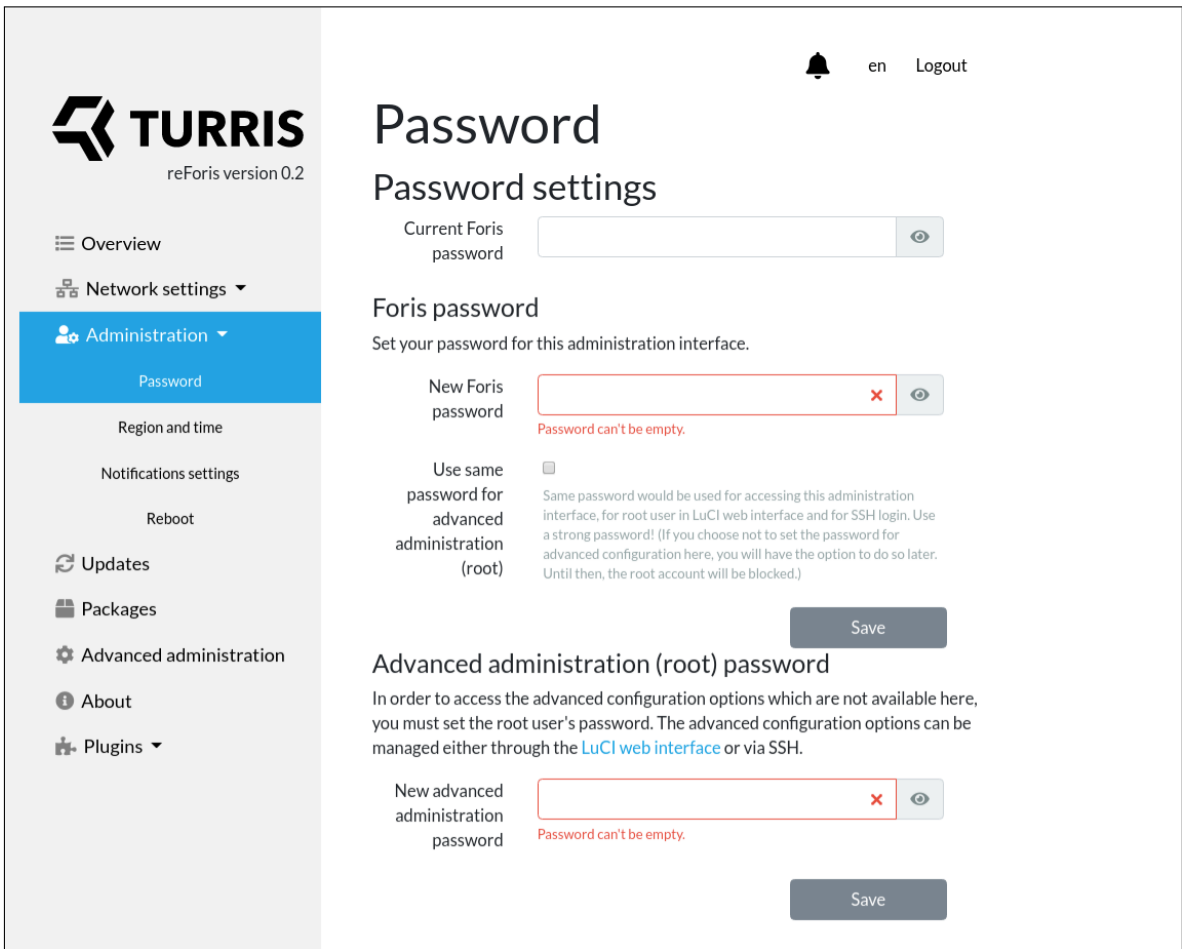 en Logout
TURRIS
reForis version 0.2
Overview
Network settings
Administration
Password
Region and time
Notifications settings
Reboot
Updates
Packages
Advanced administration
About
Plugins
Password
Password settings
Current Foris
password
Foris password
Set your password for this administration interface.
New Foris
password
Password can't be empty.
Use same
password for
advanced
administration
(root)
Same password would be used for accessing this administration
interface, for root user in LuCI web interface and for SSH login. Use
a strong password! (If you choose not to set the password for
advanced configuration here, you will have the option to do so later.
Until then, the root account will be blocked.)
Save
Advanced administration (root) password
In order to access the advanced configuration options which are not available here,
you must set the root user's password. The advanced configuration options can be
managed either through the LuCI web interface or via SSH.
New advanced
administration
password
Password can't be empty.
Save